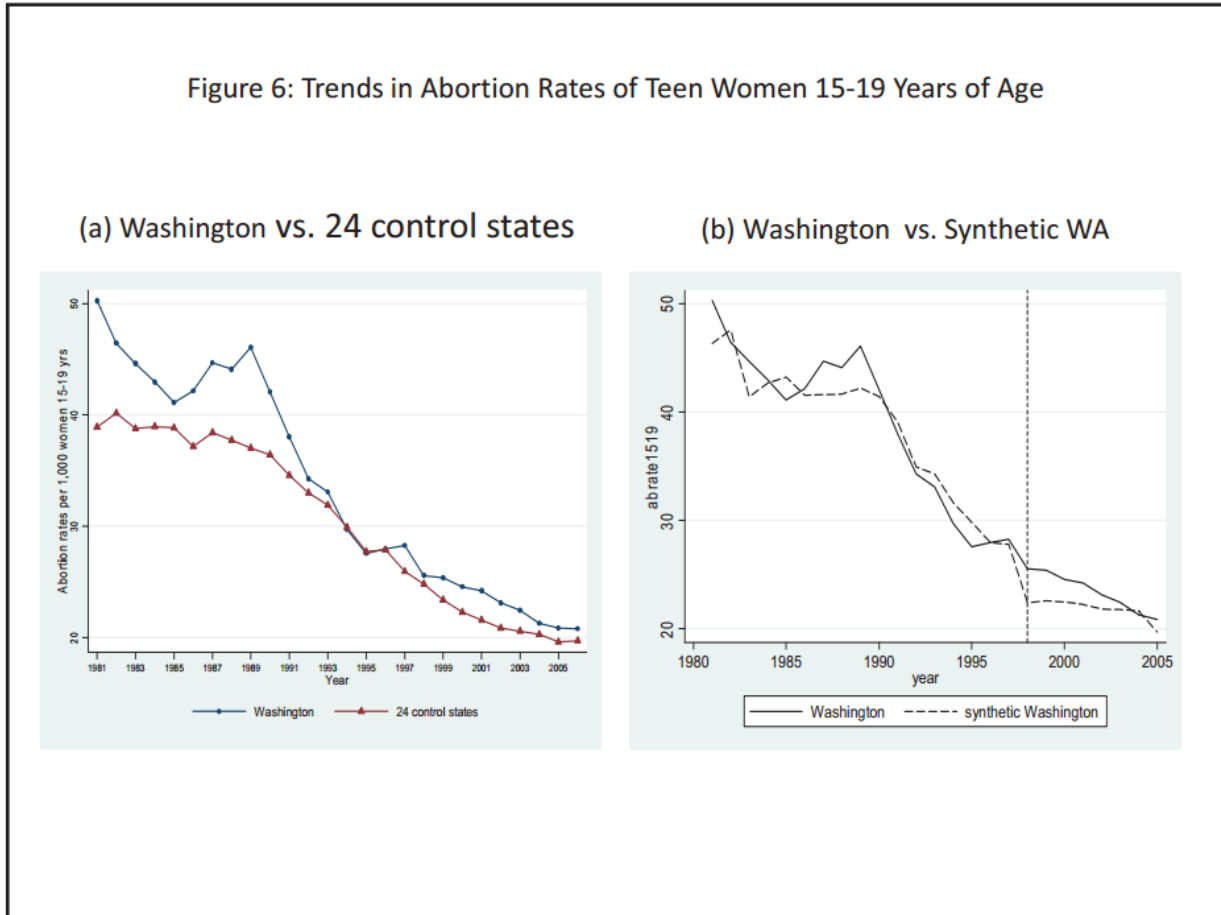 Figure 6: Trends in Abortion Rates of Teen Women 15-19 Years of Age
(a) Washington vs. 24 control states
Abortion rates per 1,000 women 15-19 yrs
50
40
30
20
1981 1983 1985 1987 1989 1991 1993 1995 1997 1999 2001 2003 2005
Year
Washington 24 control states
(b) Washington vs. Synthetic WA
abrate1519
50
40
30
20
1980 1985 1990 1995 2000 2005
year
Washington synthetic Washington